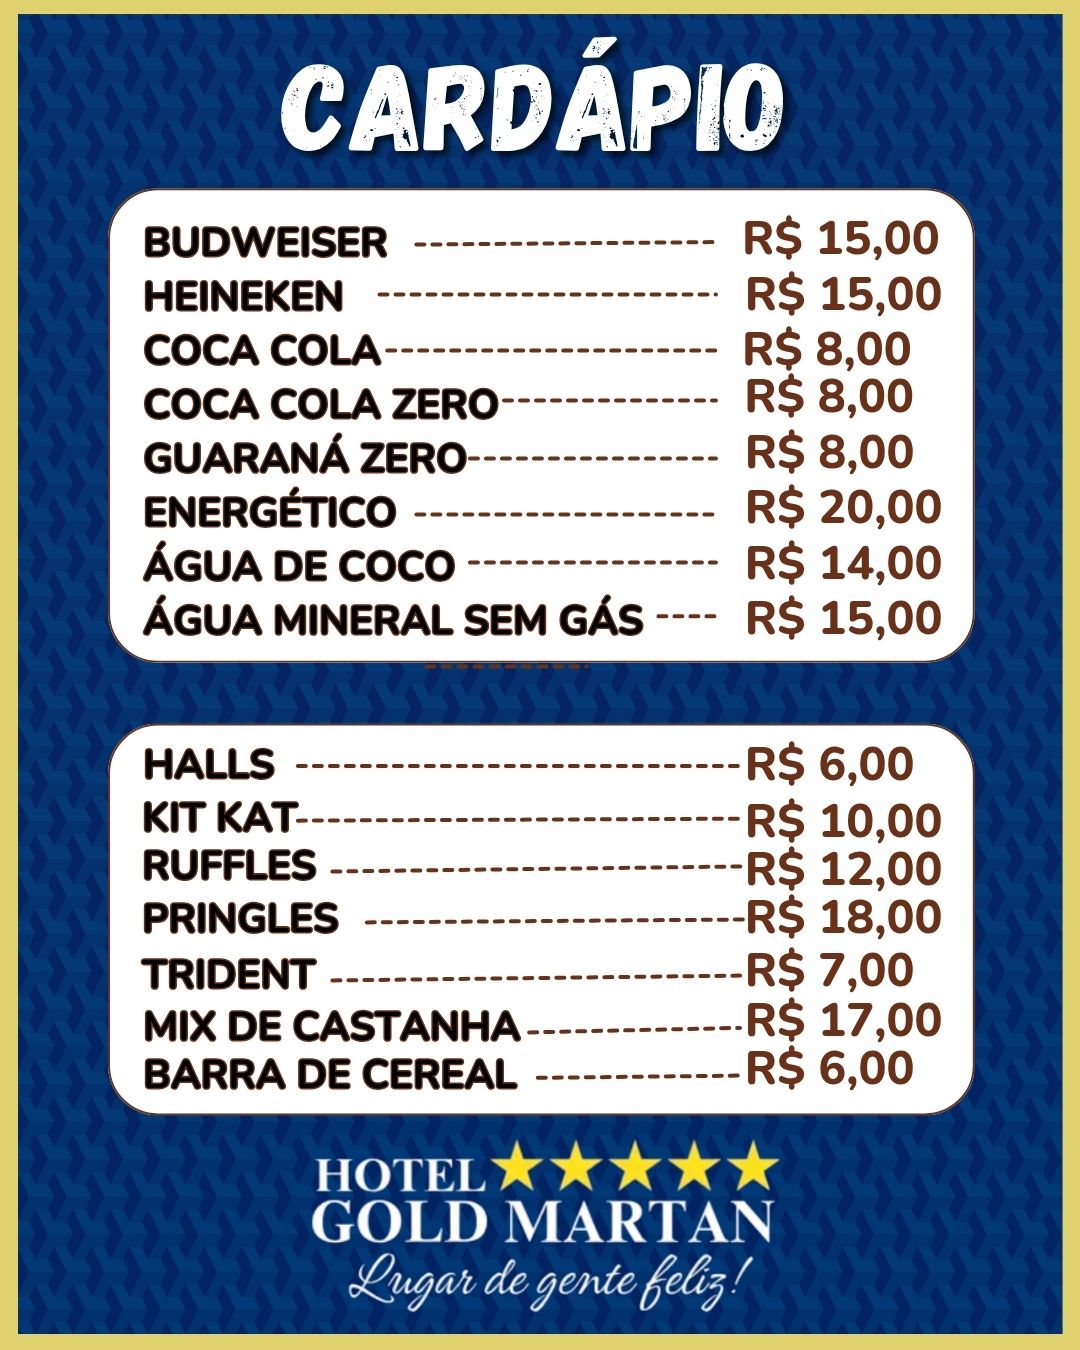 CARDÁPIO
BUDWEISER R$ 15,00
HEINEKEN R$ 15,00
COCA COLA R$ 8,00
COCA COLA ZERO R$ 8,00
GUARANÁ ZERO R$ 8,00
ENERGÉTICO R$ 20,00
ÁGUA DE COCO R$ 14,00
ÁGUA MINERAL SEM GÁS R$ 15,00
HALLS R$ 6,00
KIT KAT R$ 10,00
RUFFLES R$ 12,00
PRINGLES R$ 18,00
TRIDENT R$ 7,00
MIX DE CASTANHA R$ 17,00
BARRA DE CEREAL R$ 6,00
HOTEL
GOLD MARTAN
Lugar de gente feliz!